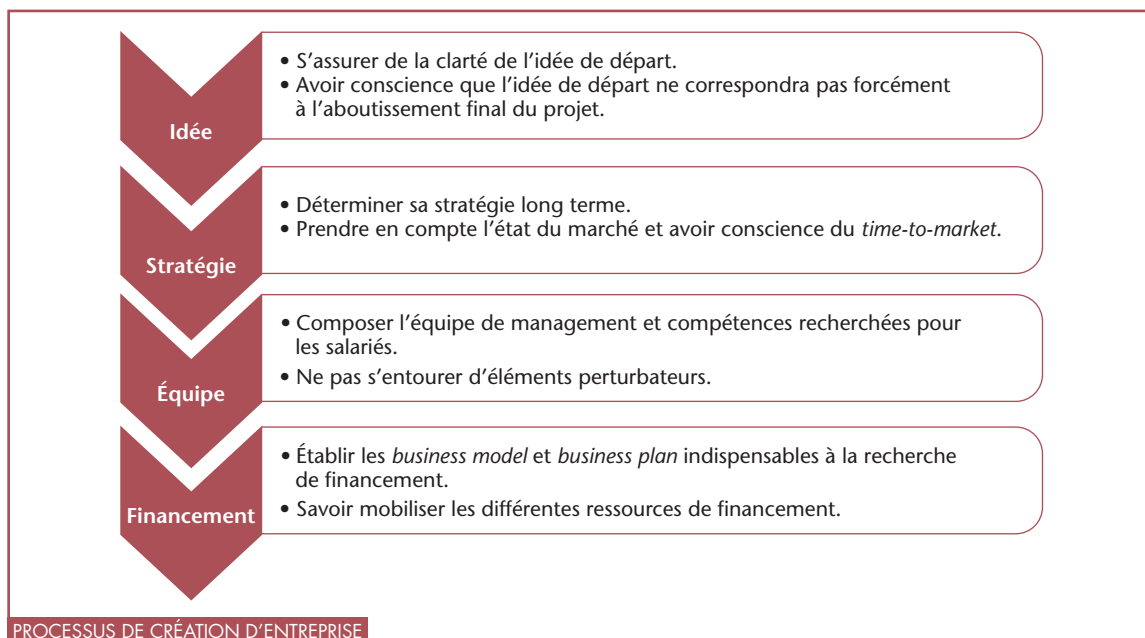 Idée
• S'assurer de la clarté de l'idée de départ.
• Avoir conscience que l'idée de départ ne correspondra pas forcément
à l'aboutissement final du projet.
Stratégie
• Déterminer sa stratégie long terme.
• Prendre en compte l'état du marché et avoir conscience du time-to-market.
Équipe
• Composer l'équipe de management et compétences recherchées pour
les salariés.
• Ne pas s'entourer d'éléments perturbateurs.
Financement
• Établir les business model et business plan indispensables à la recherche
de financement.
• Savoir mobiliser les différentes ressources de financement.
PROCESSUS DE CRÉATION D'ENTREPRISE